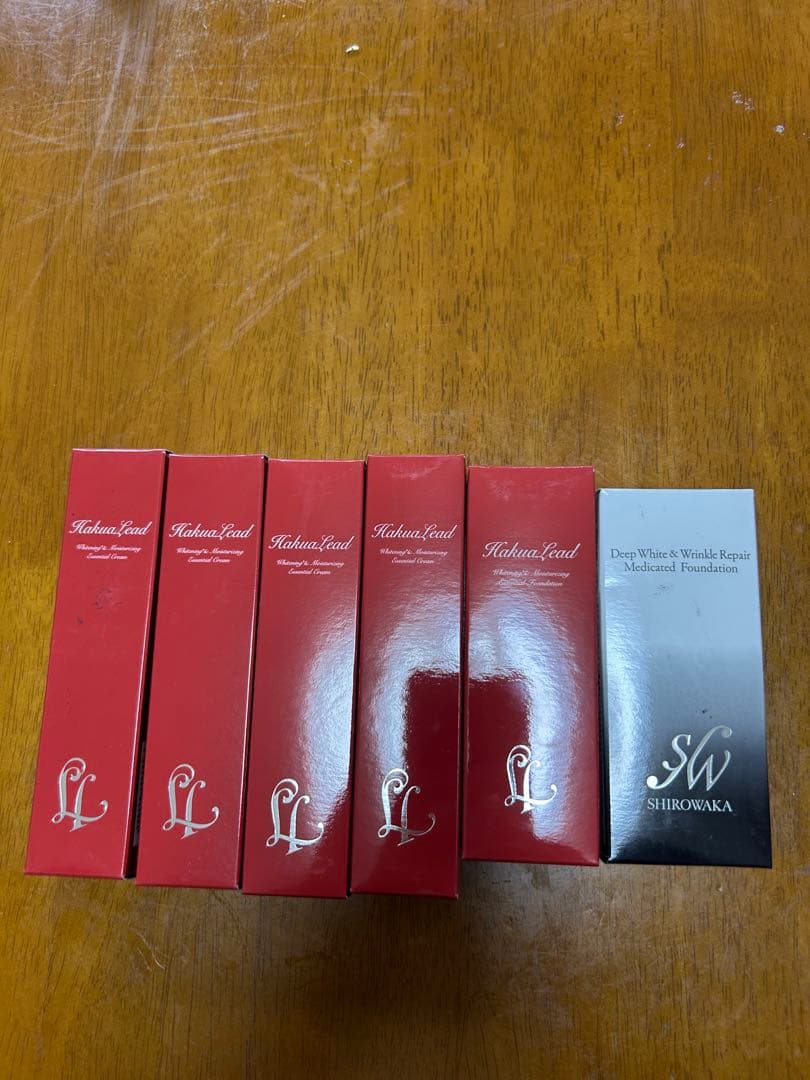 HakuaLead
Whitening & Moisturizing
Essential Cream
HakuaLead
Whitening & Moisturizing
Essential Cream
HakuaLead
Whitening & Moisturizing
Essential Cream
HakuaLead
Whitening & Moisturizing
Essential Cream
HakuaLead
Whitening & Moisturizing
Essential Foundation
Deep White & Wrinkle Repair
Medicated Foundation
SW
SHIROWAKA